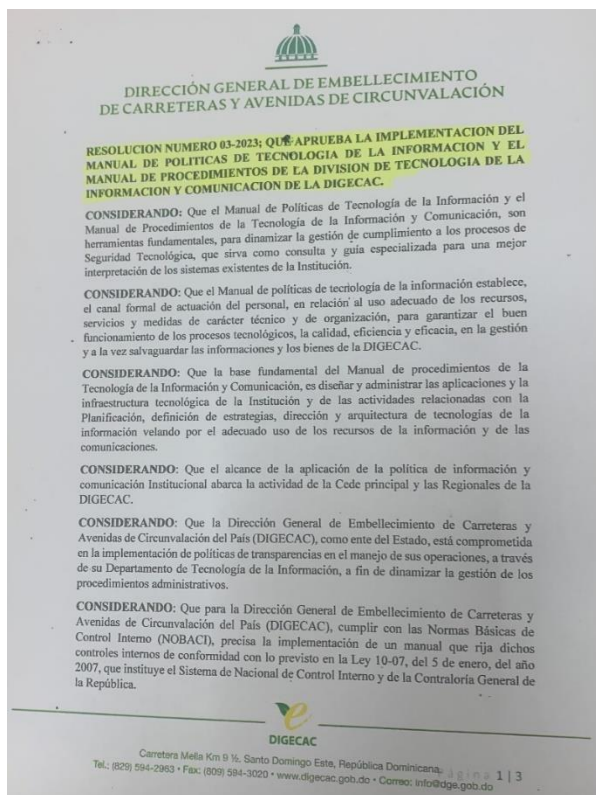 DIRECCIÓN GENERAL DE EMBELLECIMIENTO
DE CARRETERAS Y AVENIDAS DE CIRCUNVALACIÓN
RESOLUCION NUMERO 03-2023; QUE APRUEBA LA IMPLEMENTACION DEL
MANUAL DE POLITICAS DE TECNOLOGIA DE LA INFORMACION Y EL
MANUAL DE PROCEDIMIENTOS DE LA DIVISION DE TECNOLOGIA DE LA
INFORMACION Y COMUNICACION DE LA DIGECAC.
CONSIDERANDO: Que el Manual de Políticas de Tecnología de la Información y el
Manual de Procedimientos de la Tecnología de la Información y Comunicación, son
herramientas fundamentales, para dinamizar la gestión de cumplimiento a los procesos de
Seguridad Tecnológica, que sirva como consulta y guía especializada para una mejor
interpretación de los sistemas existentes de la Institución.
CONSIDERANDO: Que el Manual de políticas de tecnología de la información establece,
el canal formal de actuación del personal, en relación al uso adecuado de los recursos,
servicios y medidas de carácter técnico y de organización, para garantizar el buen
funcionamiento de los procesos tecnológicos, la calidad, eficiencia y eficacia, en la gestión
y a la vez salvaguardar las informaciones y los bienes de la DIGECAC.
CONSIDERANDO: Que la base fundamental del Manual de procedimientos de la
Tecnología de la Información y Comunicación, es diseñar y administrar las aplicaciones y la
infraestructura tecnológica de la Institución y de las actividades relacionadas con la
Planificación, definición de estrategias, dirección y arquitectura de tecnologías de la
información velando por el adecuado uso de los recursos de la información y de las
comunicaciones.
CONSIDERANDO: Que el alcance de la aplicación de la política de información y
comunicación Institucional abarca la actividad de la Cede principal y las Regionales de la
DIGECAC.
CONSIDERANDO: Que la Dirección General de Embellecimiento de Carreteras y
Avenidas de Circunvalación del País (DIGECAC), como ente del Estado, está comprometida
en la implementación de políticas de transparencias en el manejo de sus operaciones, a través
de su Departamento de Tecnología de la Información, a fin de dinamizar la gestión de los
procedimientos administrativos.
CONSIDERANDO: Que para la Dirección General de Embellecimiento de Carreteras y
Avenidas de Circunvalación del País (DIGECAC), cumplir con las Normas Básicas de
Control Interno (NOBACI), precisa la implementación de un manual que rija dichos
controles internos de conformidad con lo previsto en la Ley 10-07, del 5 de enero, del año
2007, que instituye el Sistema de Nacional de Control Interno y de la Contraloría General de
la República.
DIGECAC
Carretera Mella Km 9 ½. Santo Domingo Este, República Dominicana.
Página 1 | 3
Tel.: (829) 594-2963 • Fax: (809) 594-3020 • www.digecac.gob.do • Correo: info@dge.gob.do